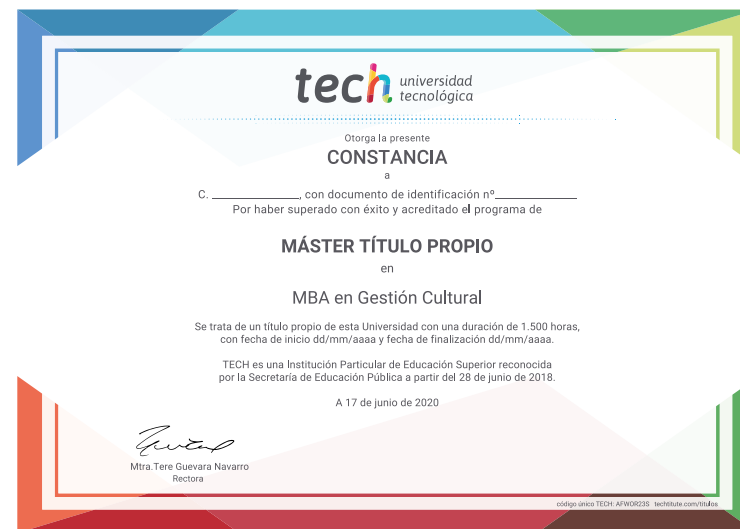 tech universidad
tecnológica
Otorga la presente
CONSTANCIA
a
C. ______________, con documento de identificación nº_____________
Por haber superado con éxito y acreditado el programa de
MÁSTER TÍTULO PROPIO
en
MBA en Gestión Cultural
Se trata de un título propio de esta Universidad con una duración de 1.500 horas,
con fecha de inicio dd/mm/aaaa y fecha de finalización dd/mm/aaaa.
TECH es una Institución Particular de Educación Superior reconocida
por la Secretaría de Educación Pública a partir del 28 de junio de 2018.
A 17 de junio de 2020
Mtra.Tere Guevara Navarro
Rectora
código único TECH: AFWOR23S techtitute.com/titulos